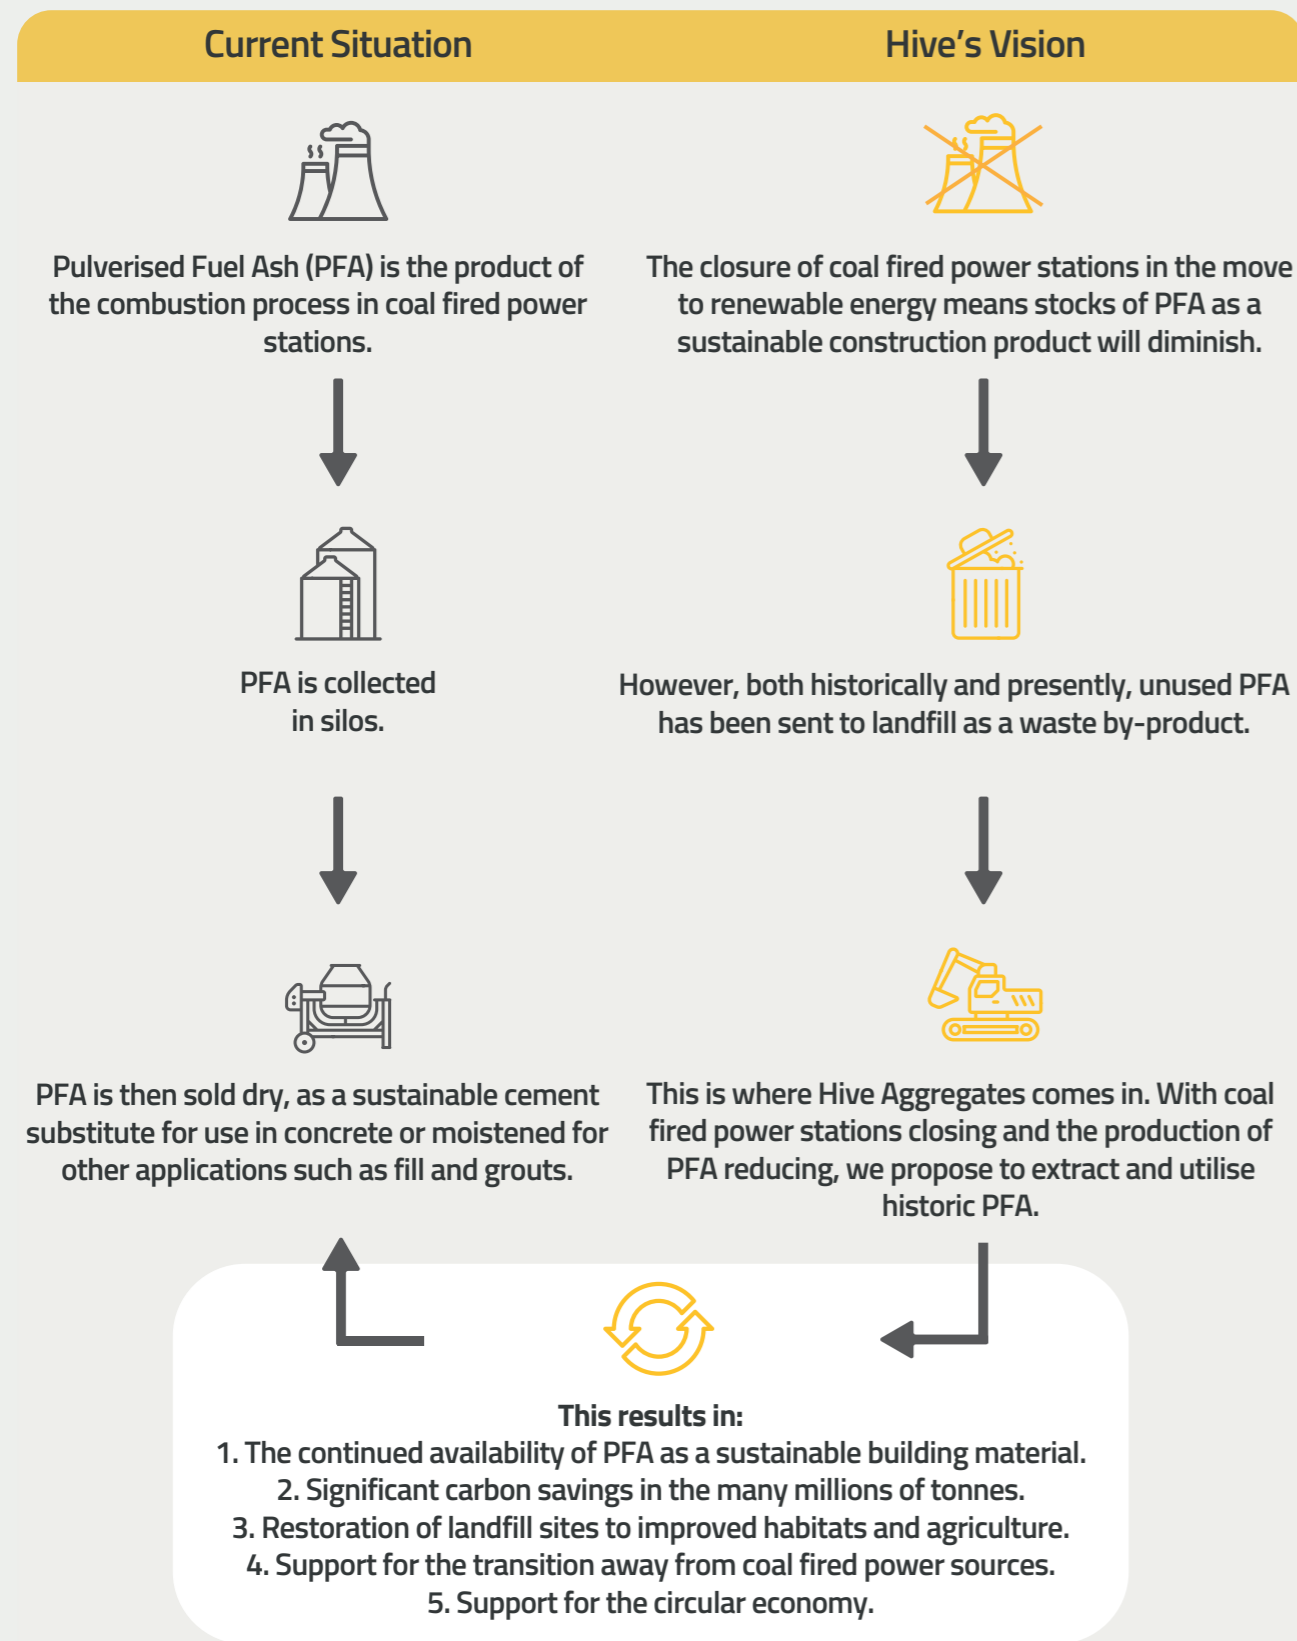 Current Situation
Pulverised Fuel Ash (PFA) is the product of
the combustion process in coal fired power
stations.
PFA is collected
in silos.
PFA is then sold dry, as a sustainable cement
substitute for use in concrete or moistened for
other applications such as fill and grouts.
Hive's Vision
The closure of coal fired power stations in the move
to renewable energy means stocks of PFA as a
sustainable construction product will diminish.
However, both historically and presently, unused PFA
has been sent to landfill as a waste by-product.
This is where Hive Aggregates comes in. With coal
fired power stations closing and the production of
PFA reducing, we propose to extract and utilise
historic PFA.
This results in:
1. The continued availability of PFA as a sustainable building material.
2. Significant carbon savings in the many millions of tonnes.
3. Restoration of landfill sites to improved habitats and agriculture.
4. Support for the transition away from coal fired power sources.
5. Support for the circular economy.